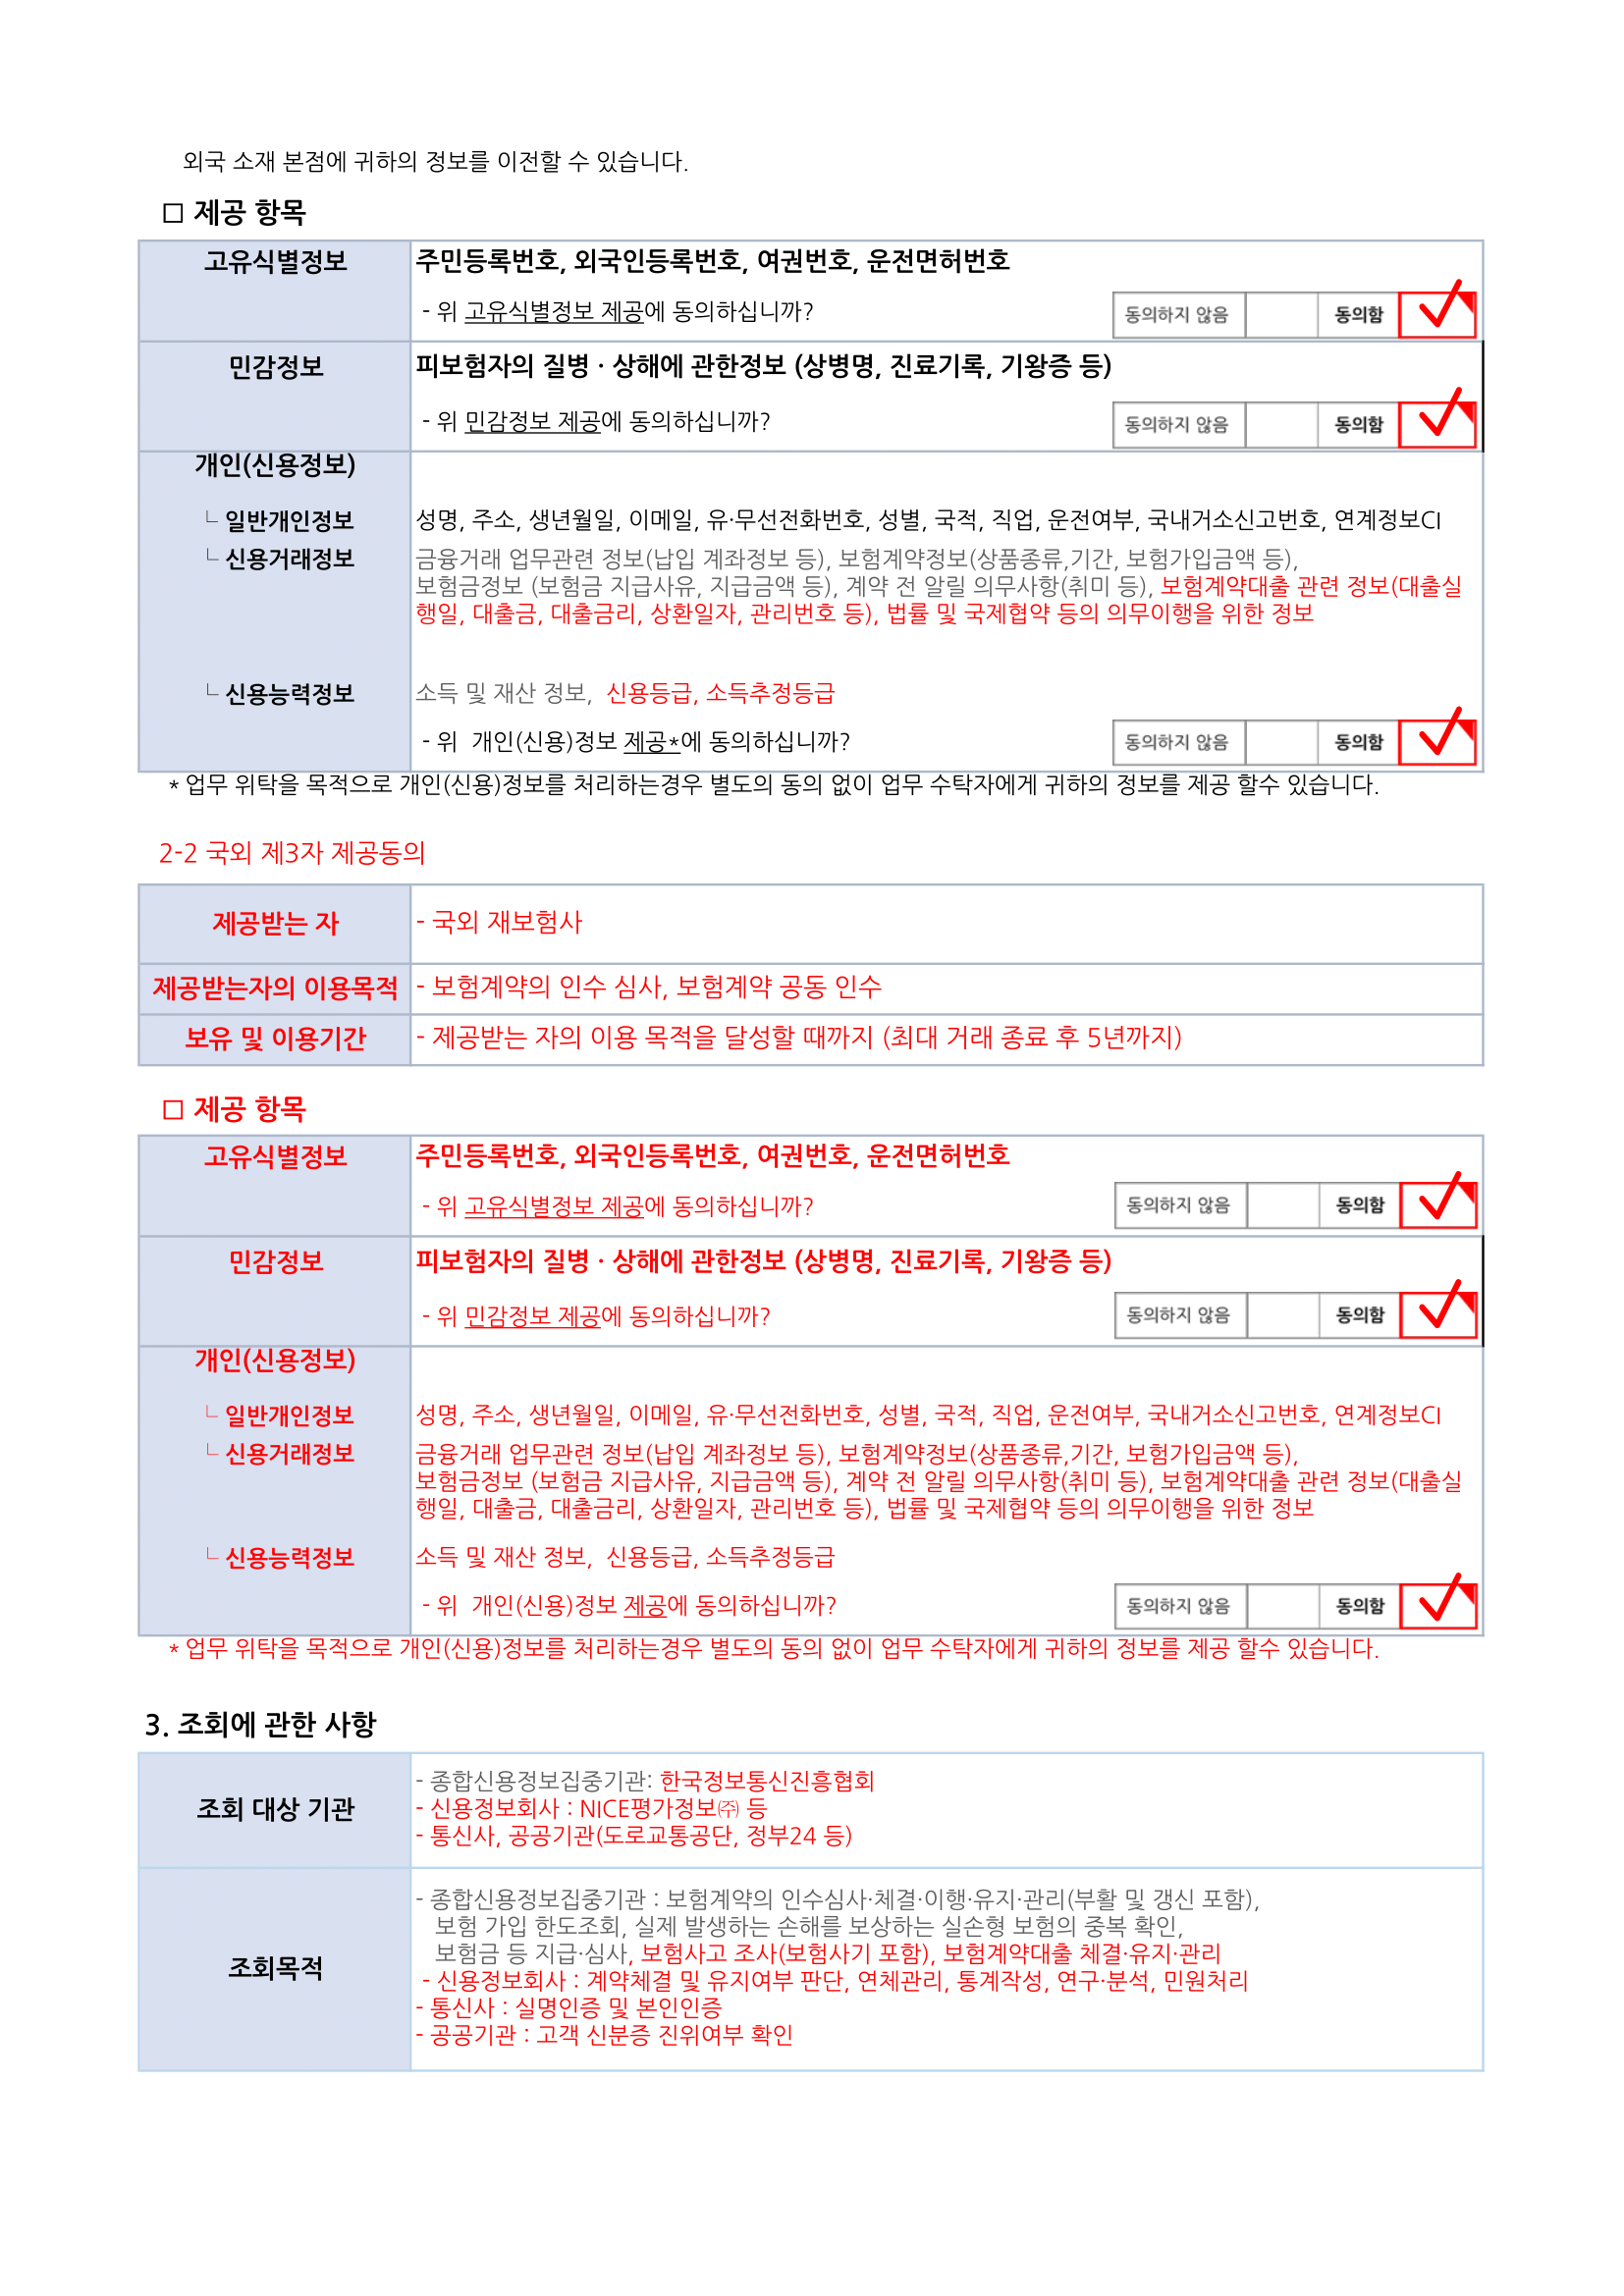 외국 소재 본점에 귀하의 정보를 이전할 수 있습니다.
□ 제공 항목
고유식별정보
주민등록번호, 외국인등록번호, 여권번호, 운전면허번호
- 위 고유식별정보 제공에 동의하십니까?
동의하지 않음 동의함
민감정보
피보험자의 질병 · 상해에 관한정보 (상병명, 진료기록, 기왕증 등)
- 위 민감정보 제공에 동의하십니까?
동의하지 않음 동의함
개인(신용정보)
└ 일반개인정보
성명, 주소, 생년월일, 이메일, 유·무선전화번호, 성별, 국적, 직업, 운전여부, 국내거소신고번호, 연계정보CI
└ 신용거래정보
금융거래 업무관련 정보(납입 계좌정보 등), 보험계약정보(상품종류,기간, 보험가입금액 등),
보험금정보 (보험금 지급사유, 지급금액 등), 계약 전 알릴 의무사항(취미 등), 보험계약대출 관련 정보(대출실
행일, 대출금, 대출금리, 상환일자, 관리번호 등), 법률 및 국제협약 등의 의무이행을 위한 정보
└ 신용능력정보
소득 및 재산 정보, 신용등급, 소득추정등급
- 위 개인(신용)정보 제공*에 동의하십니까?
동의하지 않음 동의함
* 업무 위탁을 목적으로 개인(신용)정보를 처리하는경우 별도의 동의 없이 업무 수탁자에게 귀하의 정보를 제공 할수 있습니다.
2-2 국외 제3자 제공동의
제공받는 자
- 국외 재보험사
제공받는자의 이용목적
- 보험계약의 인수 심사, 보험계약 공동 인수
보유 및 이용기간
- 제공받는 자의 이용 목적을 달성할 때까지 (최대 거래 종료 후 5년까지)
□ 제공 항목
고유식별정보
주민등록번호, 외국인등록번호, 여권번호, 운전면허번호
- 위 고유식별정보 제공에 동의하십니까?
동의하지 않음 동의함
민감정보
피보험자의 질병 · 상해에 관한정보 (상병명, 진료기록, 기왕증 등)
- 위 민감정보 제공에 동의하십니까?
동의하지 않음 동의함
개인(신용정보)
└ 일반개인정보
성명, 주소, 생년월일, 이메일, 유·무선전화번호, 성별, 국적, 직업, 운전여부, 국내거소신고번호, 연계정보CI
└ 신용거래정보
금융거래 업무관련 정보(납입 계좌정보 등), 보험계약정보(상품종류,기간, 보험가입금액 등),
보험금정보 (보험금 지급사유, 지급금액 등), 계약 전 알릴 의무사항(취미 등), 보험계약대출 관련 정보(대출실
행일, 대출금, 대출금리, 상환일자, 관리번호 등), 법률 및 국제협약 등의 의무이행을 위한 정보
└ 신용능력정보
소득 및 재산 정보, 신용등급, 소득추정등급
- 위 개인(신용)정보 제공에 동의하십니까?
동의하지 않음 동의함
* 업무 위탁을 목적으로 개인(신용)정보를 처리하는경우 별도의 동의 없이 업무 수탁자에게 귀하의 정보를 제공 할수 있습니다.
3. 조회에 관한 사항
조회 대상 기관
- 종합신용정보집중기관: 한국정보통신진흥협회
- 신용정보회사 : NICE평가정보㈜ 등
- 통신사, 공공기관(도로교통공단, 정부24 등)
조회목적
- 종합신용정보집중기관 : 보험계약의 인수심사·체결·이행·유지·관리(부활 및 갱신 포함),
보험 가입 한도조회, 실제 발생하는 손해를 보상하는 실손형 보험의 중복 확인,
보험금 등 지급·심사, 보험사고 조사(보험사기 포함), 보험계약대출 체결·유지·관리
- 신용정보회사 : 계약체결 및 유지여부 판단, 연체관리, 통계작성, 연구·분석, 민원처리
- 통신사 : 실명인증 및 본인인증
- 공공기관 : 고객 신분증 진위여부 확인